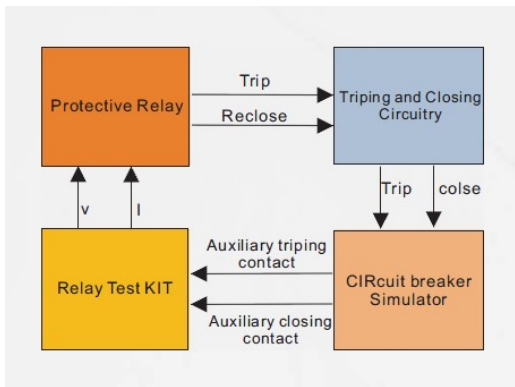 Protective Relay
Trip
Reclose
Triping and Closing
Circuitry
Trip
colse
v
I
Relay Test KIT
Auxiliary triping
contact
Auxiliary closing
contact
CIRcuit breaker
Simulator